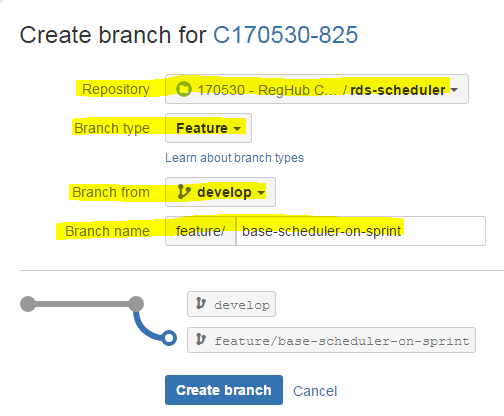 Create branch for C170530-825
Repository 170530 - RegHub C... / rds-scheduler
Branch type Feature
Learn about branch types
Branch from develop
Branch name feature/ base-scheduler-on-sprint
develop
feature/base-scheduler-on-sprint
Create branch Cancel